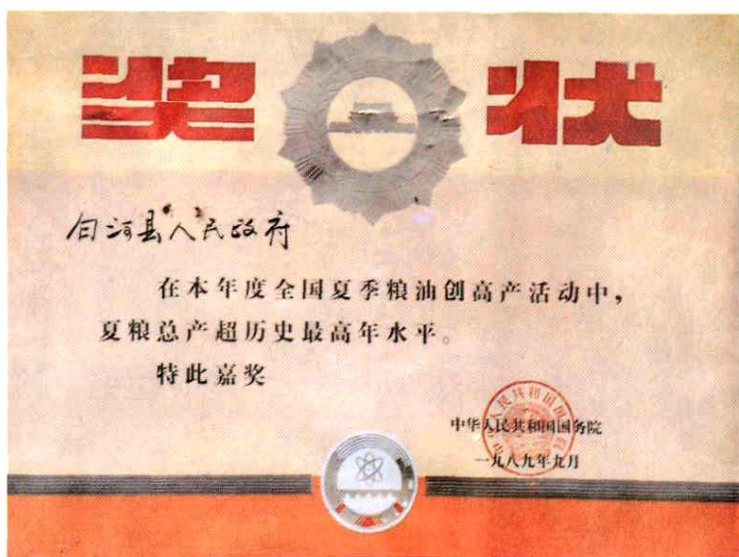 奖状
白河县人民政府
在本年度全国夏季粮油创高产活动中，
夏粮总产超历史最高年水平。
特此嘉奖
中华人民共和国国务院
一九八九年九月